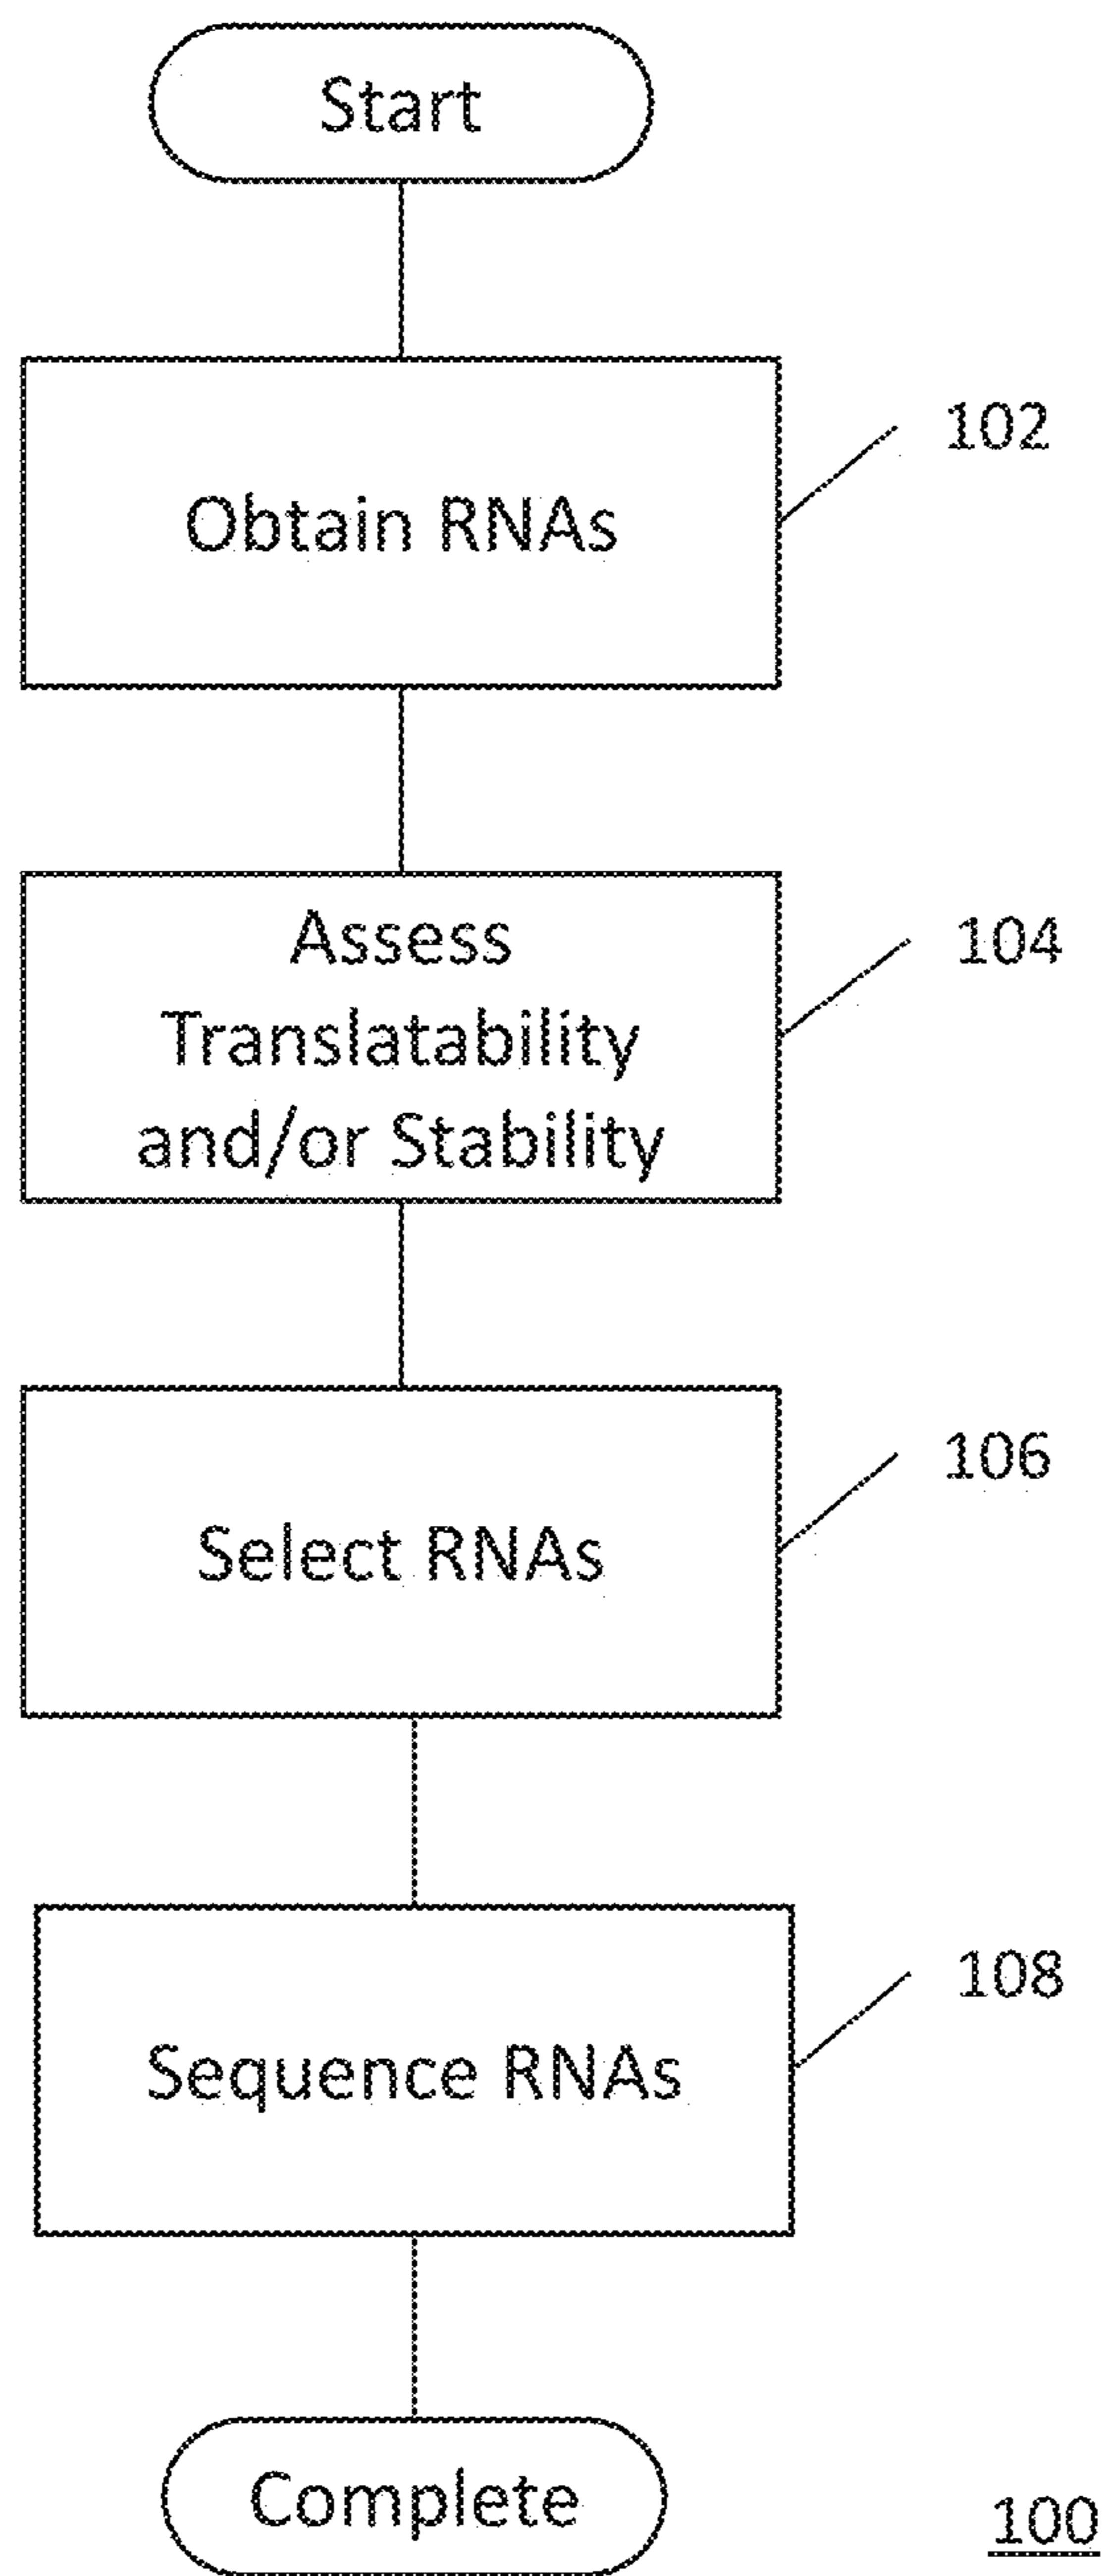 Start
102
Obtain RNAs
104
Assess
Translatability
and/or Stability
106
Select RNAs
108
Sequence RNAs
Complete
100